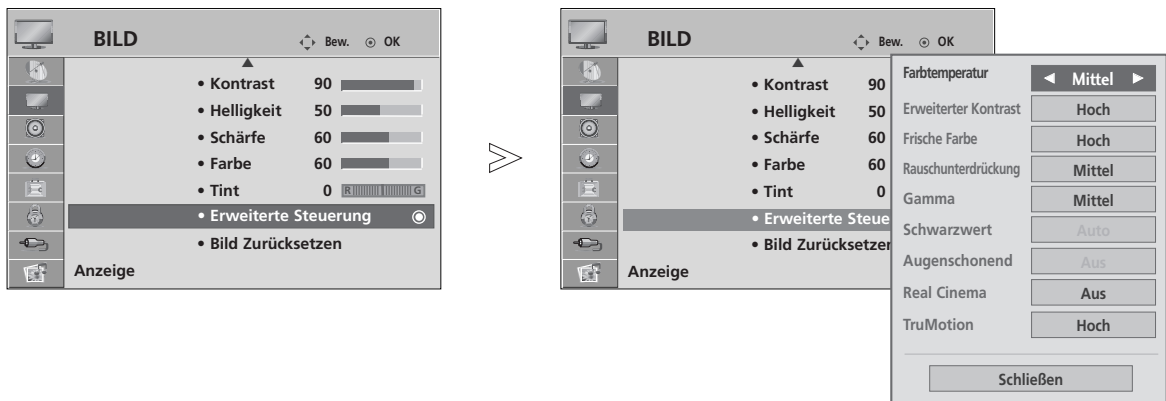 BILD
Bew. OK
• Kontrast 90
• Helligkeit 50
• Schärfe 60
• Farbe 60
• Tint 0 R G
• Erweiterte Steuerung
• Bild Zurücksetzen
Anzeige
BILD
Bew. OK
• Kontrast 90
• Helligkeit 50
• Schärfe 60
• Farbe 60
• Tint 0
• Erweiterte Steue
• Bild Zurücksetzen
Anzeige
Farbtemperatur ◄ Mittel ►
Erweiterter Kontrast Hoch
Frische Farbe Hoch
Rauschunterdrückung Mittel
Gamma Mittel
Schwarzwert Auto
Augenschonend Aus
Real Cinema Aus
TruMotion Hoch
Schließen